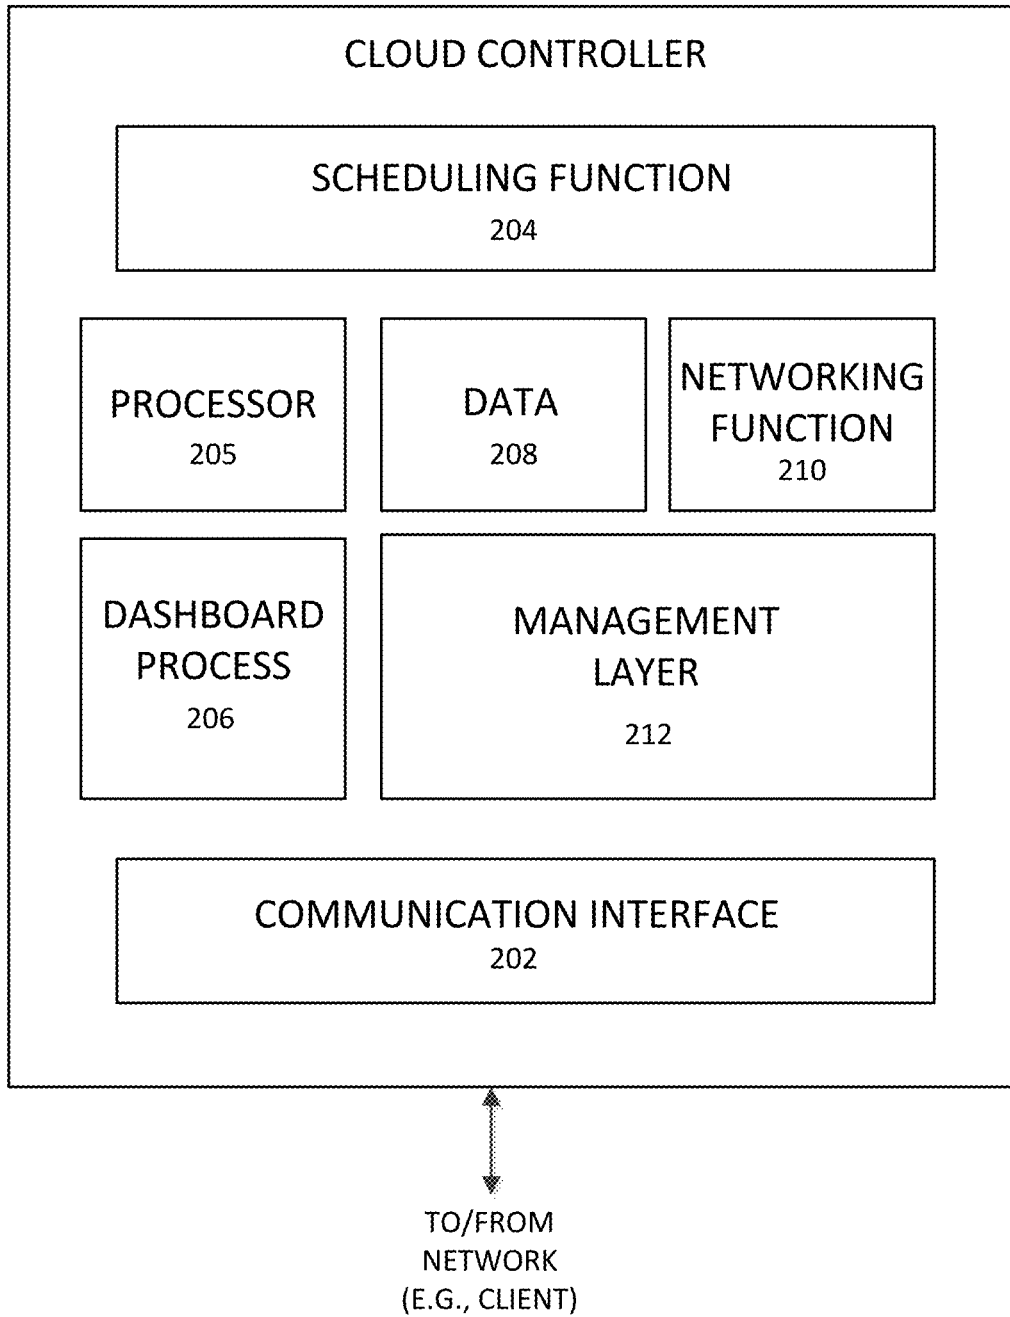 CLOUD CONTROLLER
SCHEDULING FUNCTION
204
PROCESSOR
205
DATA
208
NETWORKING
FUNCTION
210
DASHBOARD
PROCESS
206
MANAGEMENT
LAYER
212
COMMUNICATION INTERFACE
202
TO/FROM
NETWORK
(E.G., CLIENT)